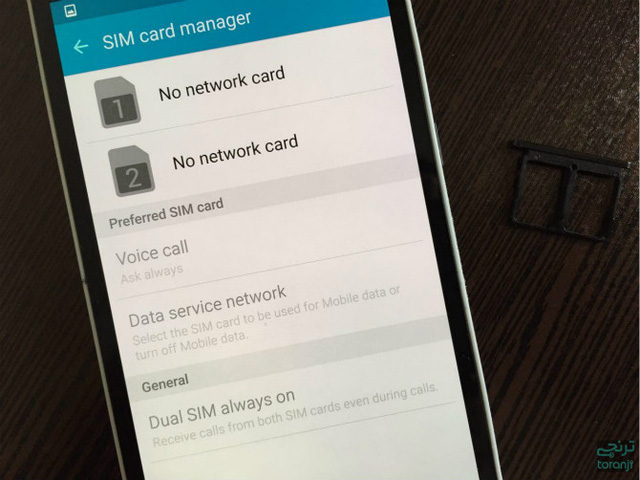 SIM card manager
1
No network card
2
No network card
Preferred SIM card
Voice call
Ask always
Data service network
Select the SIM card to be used for Mobile data or
turn off Mobile data.
General
Dual SIM always on
Receive calls from both SIM cards even during calls.
ترنجی
toranji